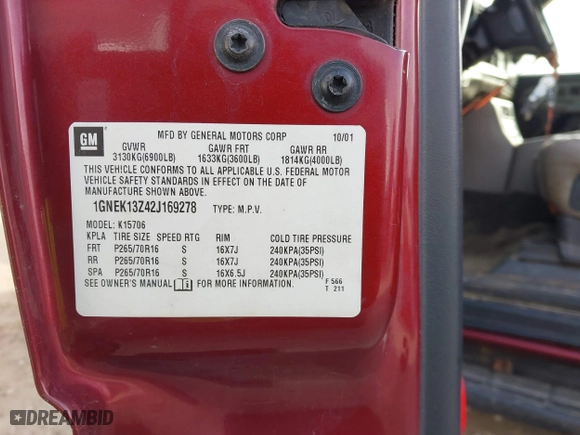 GM
MFD BY GENERAL MOTORS CORP 10/01
GVWR GAWR FRT GAWR RR
3130KG(6900LB) 1633KG(3600LB) 1814KG(4000LB)
THIS VEHICLE CONFORMS TO ALL APPLICABLE U.S. FEDERAL MOTOR
VEHICLE SAFETY STANDARDS IN EFFECT ON THE DATE OF
MANUFACTURE SHOWN ABOVE.
1GNEK13Z42J169278 TYPE: M.P.V.
MODEL: K15706
KPLA TIRE SIZE SPEED RTG RIM COLD TIRE PRESSURE
FRT P265/70R16 S 16X7J 240KPA(35PSI)
RR P265/70R16 S 16X7J 240KPA(35PSI)
SPA P265/70R16 S 16X6.5J 240KPA(35PSI)
SEE OWNER'S MANUAL FOR MORE INFORMATION.
F 566
T 211
DREAMBID